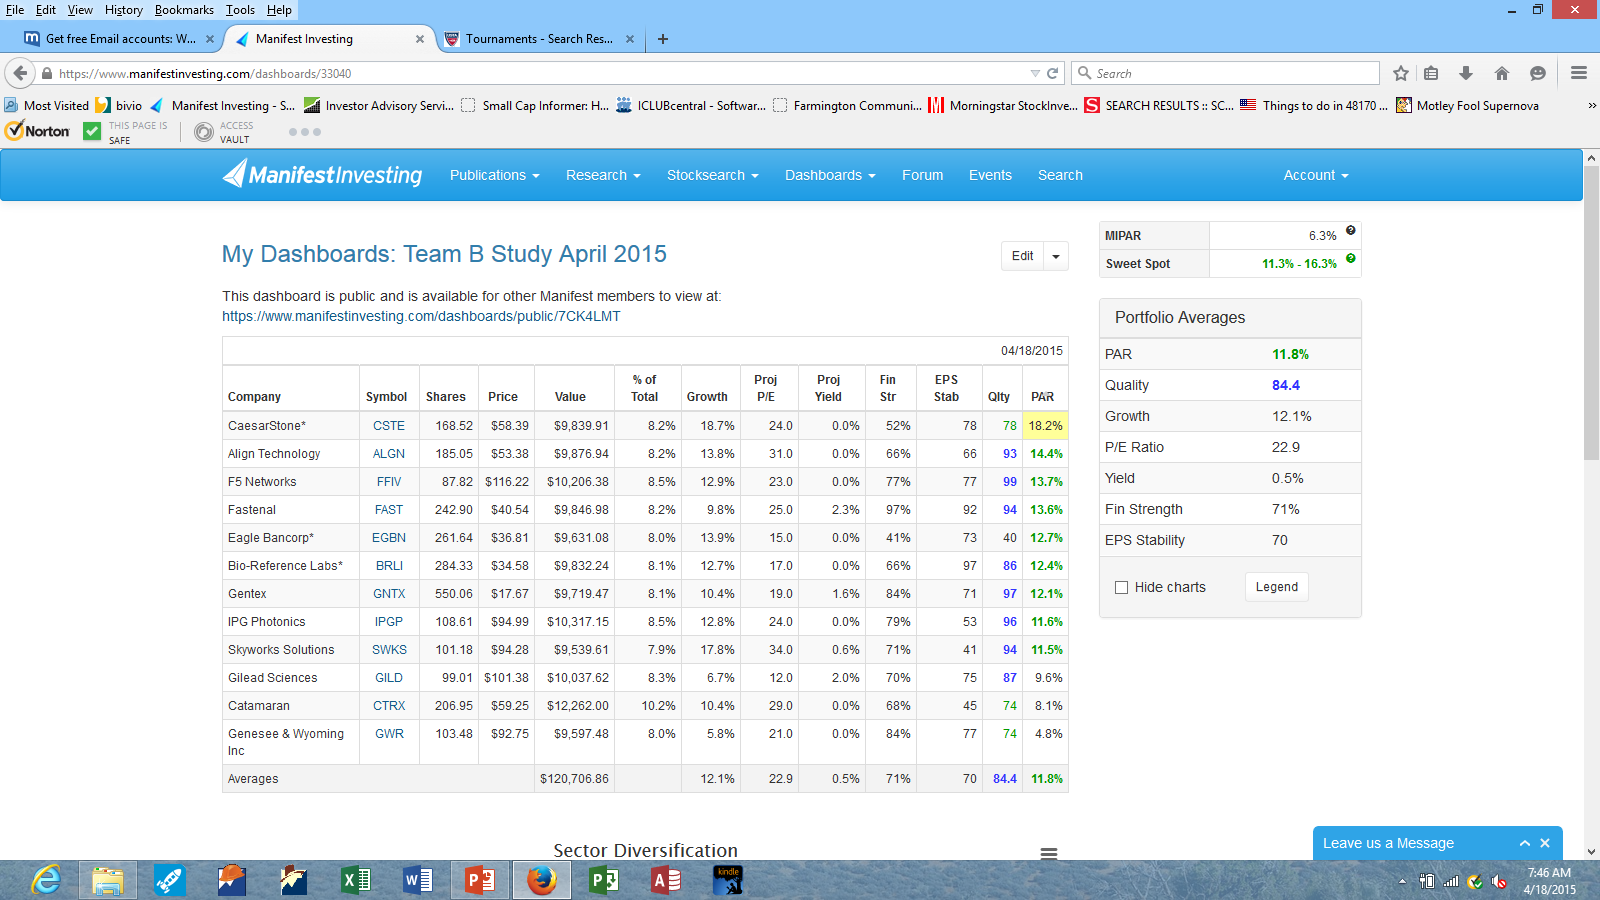 File Edit View History Bookmarks Tools Help
Get free Email accounts: W... × Manifest Investing × Tournaments - Search Res... × +
https://www.manifestinvesting.com/dashboards/33040 Search
Most Visited bivio Manifest Investing - S... Investor Advisory Servi... Small Cap Informer: H... ICLUBcentral - Softwar... Farmington Communi... Morningstar StockInve... SEARCH RESULTS :: SC... Things to do in 48170 ... Motley Fool Supernova »
Norton THIS PAGE IS SAFE ACCESS VAULT
ManifestInvesting Publications Research Stocksearch Dashboards Forum Events Search Account
My Dashboards: Team B Study April 2015
Edit
This dashboard is public and is available for other Manifest members to view at:
https://www.manifestinvesting.com/dashboards/public/7CK4LMT
04/18/2015
Company Symbol Shares Price Value % of Total Growth Proj P/E Proj Yield Fin Str EPS Stab Qlty PAR
CaesarStone* CSTE 168.52 $58.39 $9,839.91 8.2% 18.7% 24.0 0.0% 52% 78 78 18.2%
Align Technology ALGN 185.05 $53.38 $9,876.94 8.2% 13.8% 31.0 0.0% 66% 66 93 14.4%
F5 Networks FFIV 87.82 $116.22 $10,206.38 8.5% 12.9% 23.0 0.0% 77% 77 99 13.7%
Fastenal FAST 242.90 $40.54 $9,846.98 8.2% 9.8% 25.0 2.3% 97% 92 94 13.6%
Eagle Bancorp* EGBN 261.64 $36.81 $9,631.08 8.0% 13.9% 15.0 0.0% 41% 73 40 12.7%
Bio-Reference Labs* BRLI 284.33 $34.58 $9,832.24 8.1% 12.7% 17.0 0.0% 66% 97 86 12.4%
Gentex GNTX 550.06 $17.67 $9,719.47 8.1% 10.4% 19.0 1.6% 84% 71 97 12.1%
IPG Photonics IPGP 108.61 $94.99 $10,317.15 8.5% 12.8% 24.0 0.0% 79% 53 96 11.6%
Skyworks Solutions SWKS 101.18 $94.28 $9,539.61 7.9% 17.8% 34.0 0.6% 71% 41 94 11.5%
Gilead Sciences GILD 99.01 $101.38 $10,037.62 8.3% 6.7% 12.0 2.0% 70% 75 87 9.6%
Catamaran CTRX 206.95 $59.25 $12,262.00 10.2% 10.4% 29.0 0.0% 68% 45 74 8.1%
Genesee & Wyoming Inc GWR 103.48 $92.75 $9,597.48 8.0% 5.8% 21.0 0.0% 84% 77 74 4.8%
Averages $120,706.86 12.1% 22.9 0.5% 71% 70 84.4 11.8%
MIPAR 6.3% ?
Sweet Spot 11.3% - 16.3% ?
Portfolio Averages
PAR 11.8%
Quality 84.4
Growth 12.1%
P/E Ratio 22.9
Yield 0.5%
Fin Strength 71%
EPS Stability 70
Hide charts Legend
Sector Diversification
Leave us a Message
kindle
7:46 AM
4/18/2015